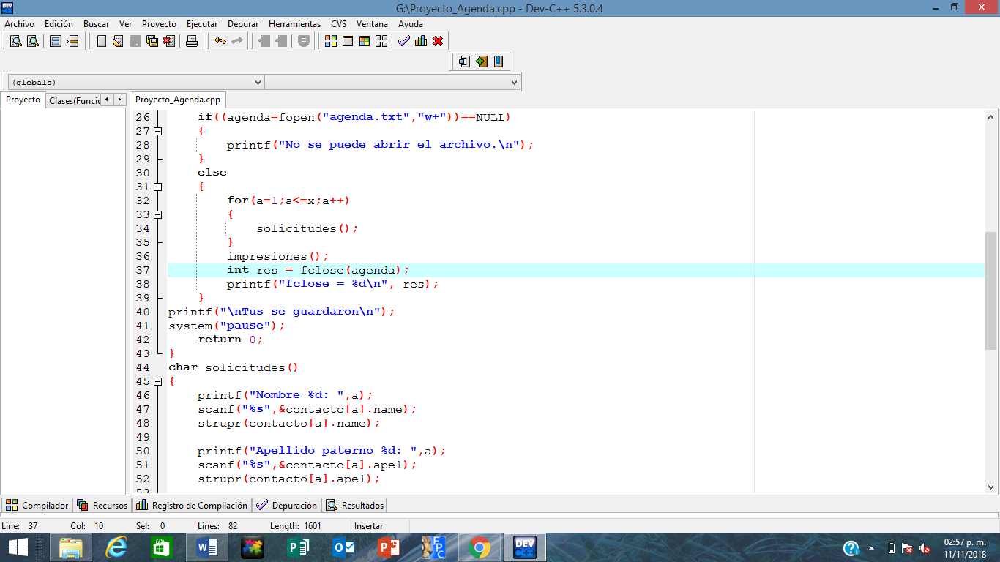 G:\Proyecto_Agenda.cpp - Dev-C++ 5.3.0.4
Archivo Edición Buscar Ver Proyecto Ejecutar Depurar Herramientas CVS Ventana Ayuda
(globals)
Proyecto Clases(Funcio
Proyecto_Agenda.cpp
26 if((agenda=fopen("agenda.txt","w+"))==NULL)
27 {
28 printf("No se puede abrir el archivo.\n");
29 }
30 else
31 {
32 for(a=1;a<=x;a++)
33 {
34 solicitudes();
35 }
36 impresiones();
37 int res = fclose(agenda);
38 printf("fclose = %d\n", res);
39 }
40 printf("\nTus se guardaron\n");
41 system("pause");
42 return 0;
43 }
44 char solicitudes()
45 {
46 printf("Nombre %d: ",a);
47 scanf("%s",&contacto[a].name);
48 strupr(contacto[a].name);
49
50 printf("Apellido paterno %d: ",a);
51 scanf("%s",&contacto[a].ape1);
52 strupr(contacto[a].ape1);
53
Compilador Recursos Registro de Compilación Depuración Resultados
Line: 37 Col: 10 Sel: 0 Lines: 82 Length: 1601 Insertar
DEV C++
02:57 p. m.
11/11/2018